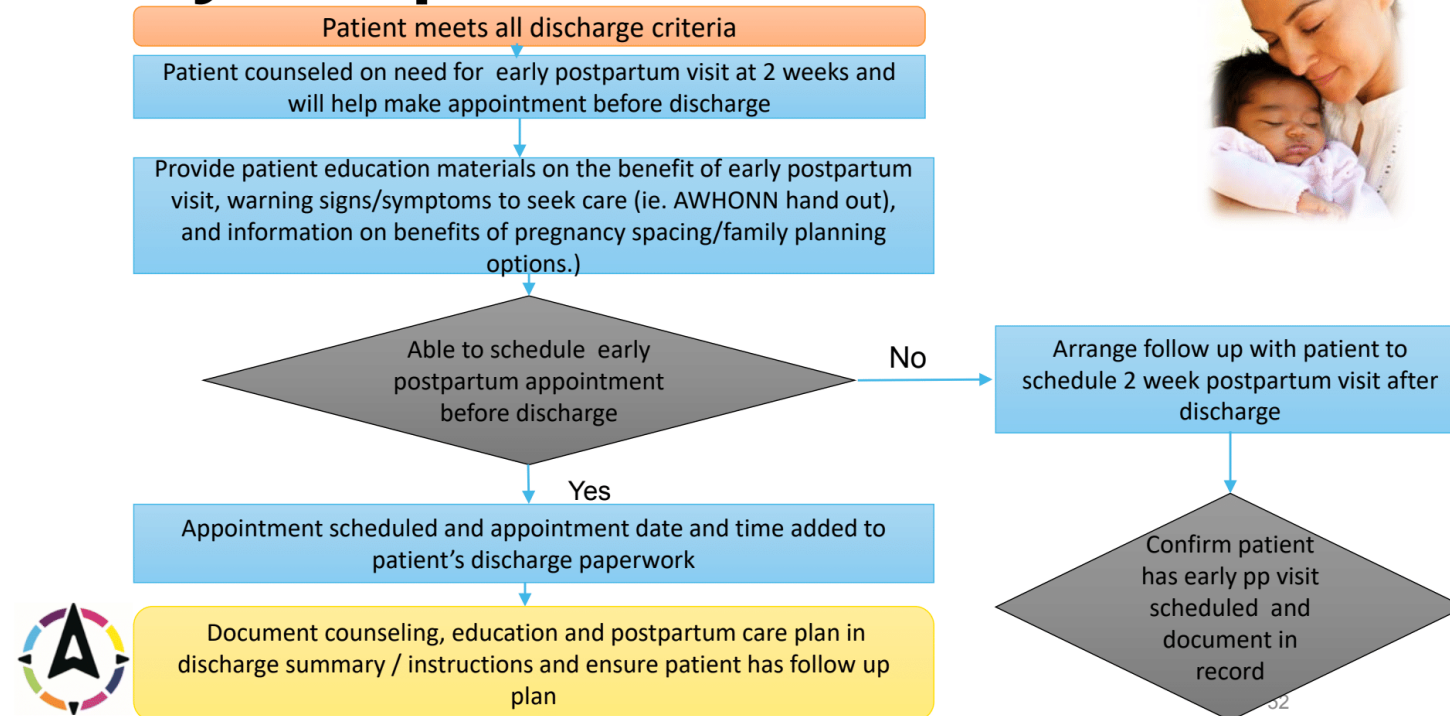 Patient meets all discharge criteria
Patient counseled on need for early postpartum visit at 2 weeks and
will help make appointment before discharge
Provide patient education materials on the benefit of early postpartum
visit, warning signs/symptoms to seek care (ie. AWHONN hand out),
and information on benefits of pregnancy spacing/family planning
options.)
Able to schedule early
postpartum appointment
before discharge
No
Arrange follow up with patient to
schedule 2 week postpartum visit after
discharge
Yes
Appointment scheduled and appointment date and time added to
patient’s discharge paperwork
Confirm patient
has early pp visit
scheduled and
document in
record
Document counseling, education and postpartum care plan in
discharge summary / instructions and ensure patient has follow up
plan